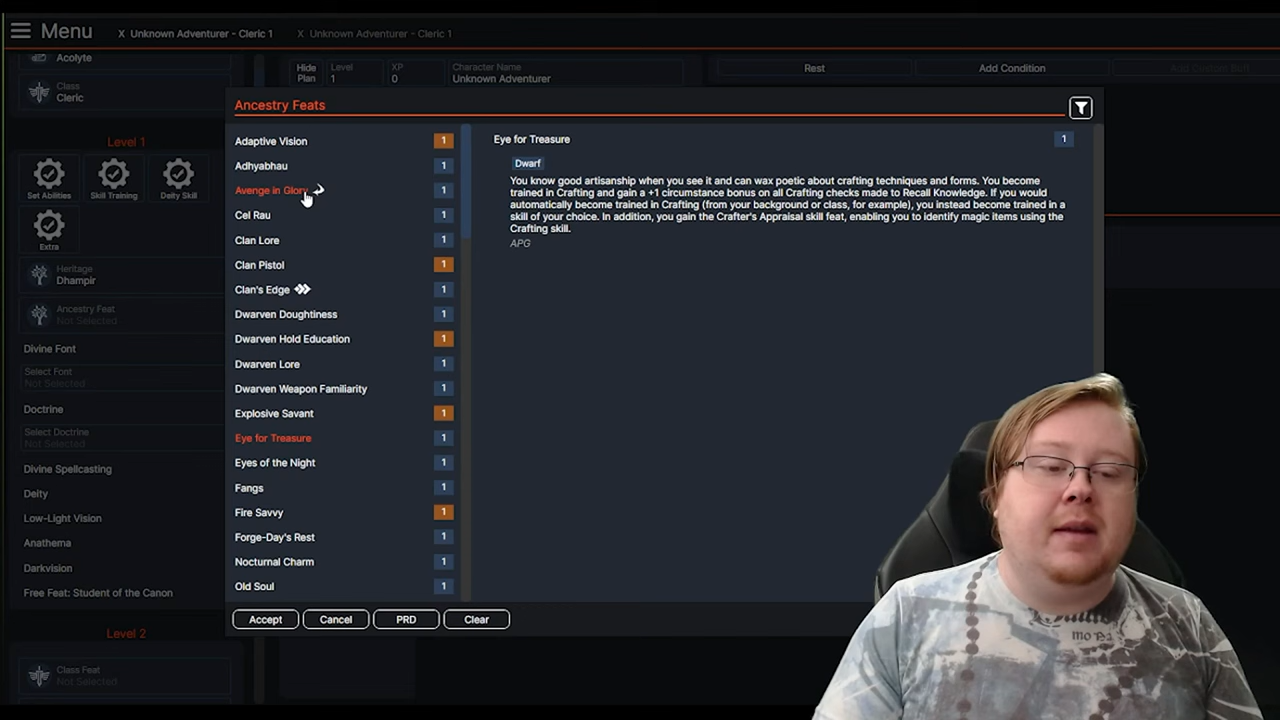 Menu
X Unknown Adventurer - Cleric 1
X Unknown Adventurer - Cleric 1
Acolyte
Class
Cleric
Hide
Plan
Level
1
XP
0
Character Name
Unknown Adventurer
Rest
Add Condition
Add Custom Buff
Level 1
Set Abilities
Skill Training
Deity Skill
Extra
Heritage
Dhampir
Ancestry Feat
Not Selected
Divine Font
Select Font
Not Selected
Doctrine
Select Doctrine
Not Selected
Divine Spellcasting
Deity
Low-Light Vision
Anathema
Darkvision
Free Feat: Student of the Canon
Level 2
Class Feat
Not Selected
Ancestry Feats
Adaptive Vision 1
Adhyabhau 1
Avenge in Glory 1
Cel Rau 1
Clan Lore 1
Clan Pistol 1
Clan's Edge 1
Dwarven Doughtiness 1
Dwarven Hold Education 1
Dwarven Lore 1
Dwarven Weapon Familiarity 1
Explosive Savant 1
Eye for Treasure 1
Eyes of the Night 1
Fangs 1
Fire Savvy 1
Forge-Day's Rest 1
Nocturnal Charm 1
Old Soul 1
Eye for Treasure 1
Dwarf
You know good artisanship when you see it and can wax poetic about crafting techniques and forms. You become
trained in Crafting and gain a +1 circumstance bonus on all Crafting checks made to Recall Knowledge. If you would
automatically become trained in Crafting (from your background or class, for example), you instead become trained in a
skill of your choice. In addition, you gain the Crafter's Appraisal skill feat, enabling you to identify magic items using the
Crafting skill.
APG
Accept
Cancel
PRD
Clear